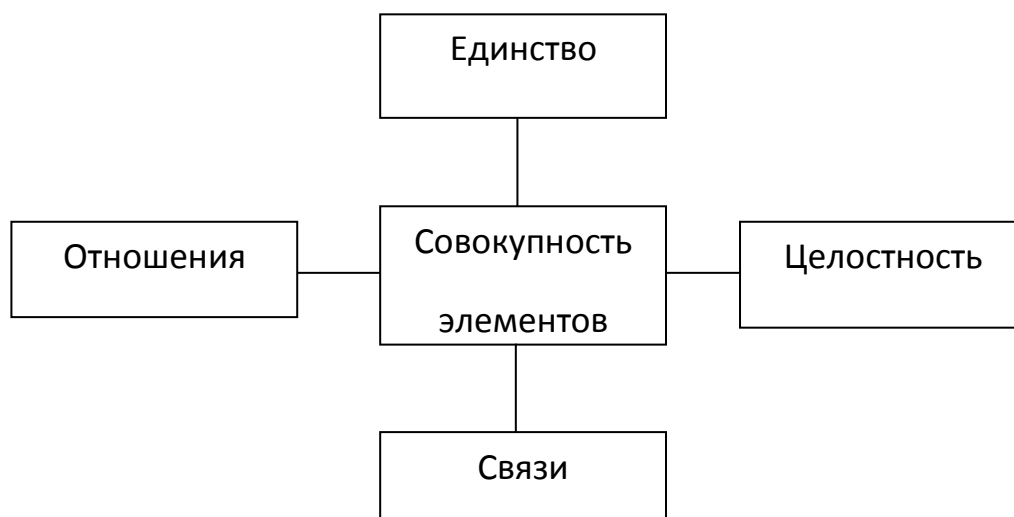 Единство
Отношения
Совокупность
элементов
Целостность
Связи